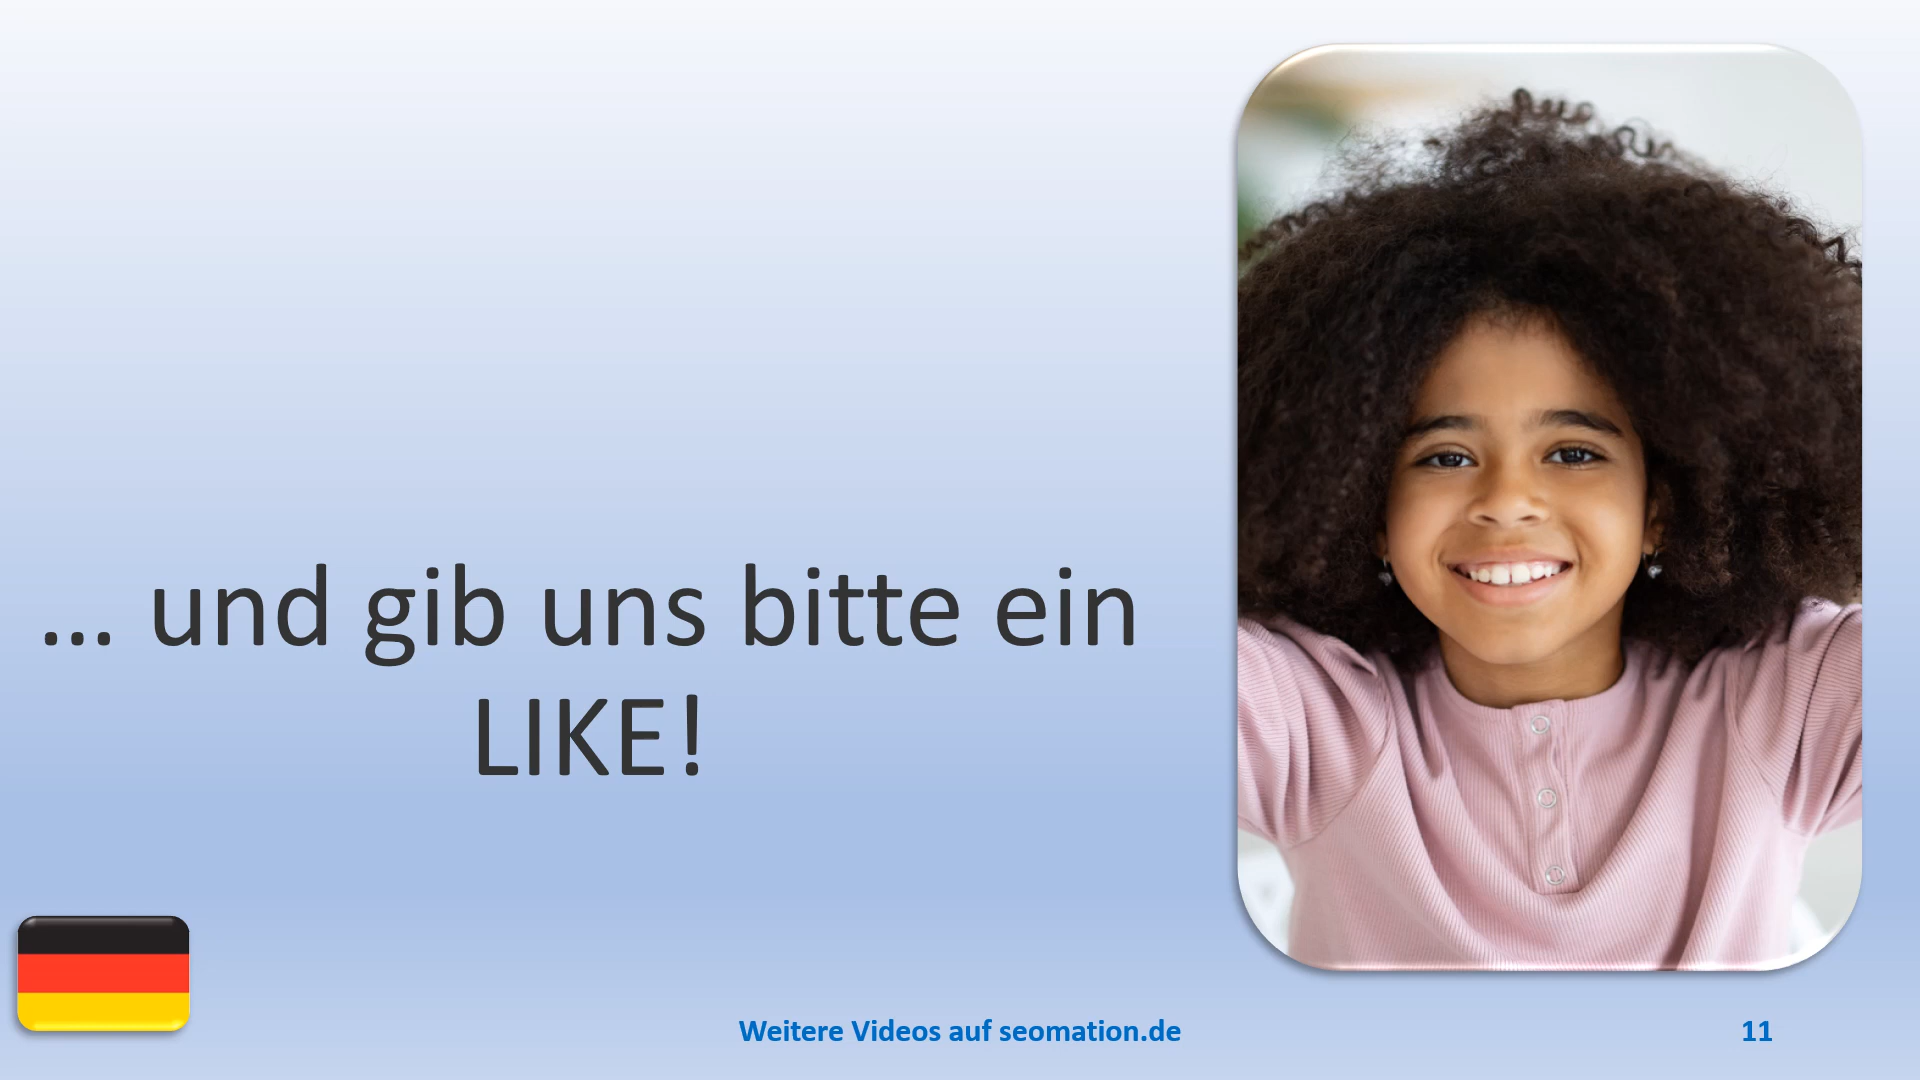 ... und gib uns bitte ein
LIKE!
Weitere Videos auf seomation.de
11